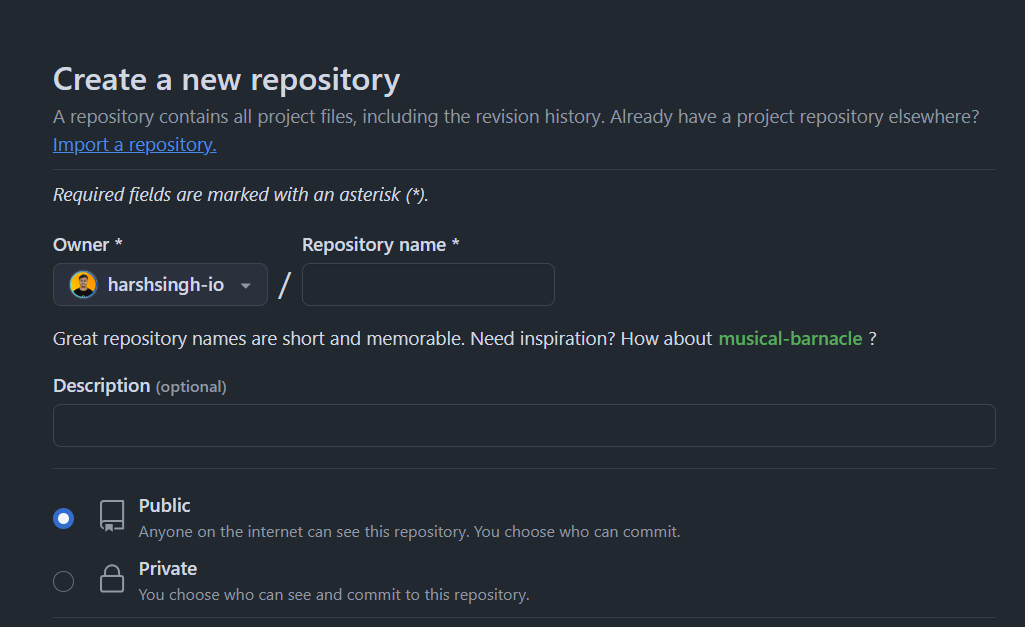 Create a new repository
A repository contains all project files, including the revision history. Already have a project repository elsewhere?
Import a repository.
Required fields are marked with an asterisk (*).
Owner * Repository name *
harshsingh-io /
Great repository names are short and memorable. Need inspiration? How about musical-barnacle ?
Description (optional)
Public
Anyone on the internet can see this repository. You choose who can commit.
Private
You choose who can see and commit to this repository.